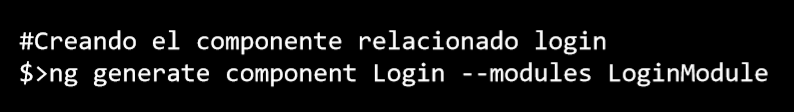 #Creando el componente relacionado login
$>ng generate component Login --modules LoginModule